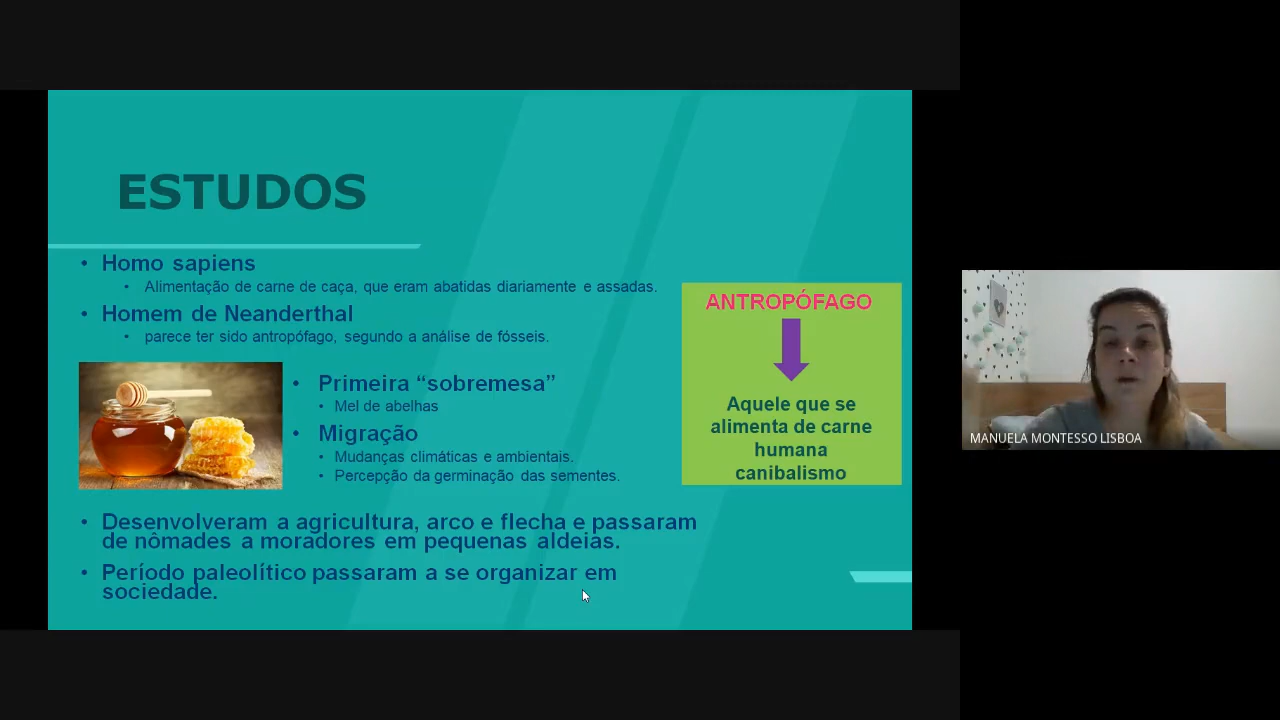 ESTUDOS
• Homo sapiens
• Alimentação de carne de caça, que eram abatidas diariamente e assadas.
• Homem de Neanderthal
• parece ter sido antropófago, segundo a análise de fósseis.
• Primeira “sobremesa”
• Mel de abelhas
• Migração
• Mudanças climáticas e ambientais.
• Percepção da germinação das sementes.
• Desenvolveram a agricultura, arco e flecha e passaram
de nômades a moradores em pequenas aldeias.
• Período paleolítico passaram a se organizar em
sociedade.
ANTROPÓFAGO
Aquele que se
alimenta de carne
humana
canibalismo
MANUELA MONTESSO LISBOA